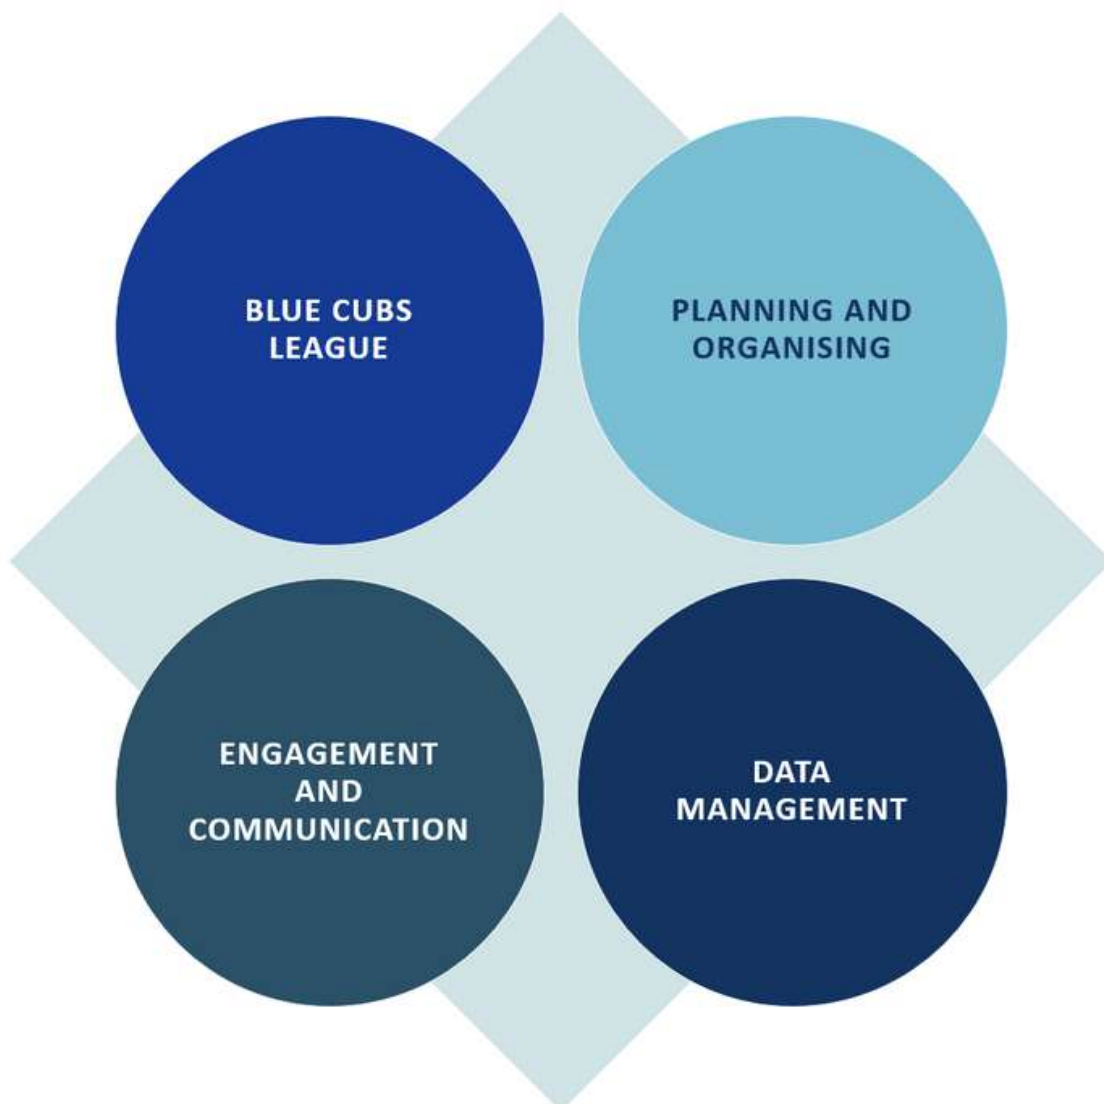 BLUE CUBS
LEAGUE
PLANNING AND
ORGANISING
ENGAGEMENT
AND
COMMUNICATION
DATA
MANAGEMENT